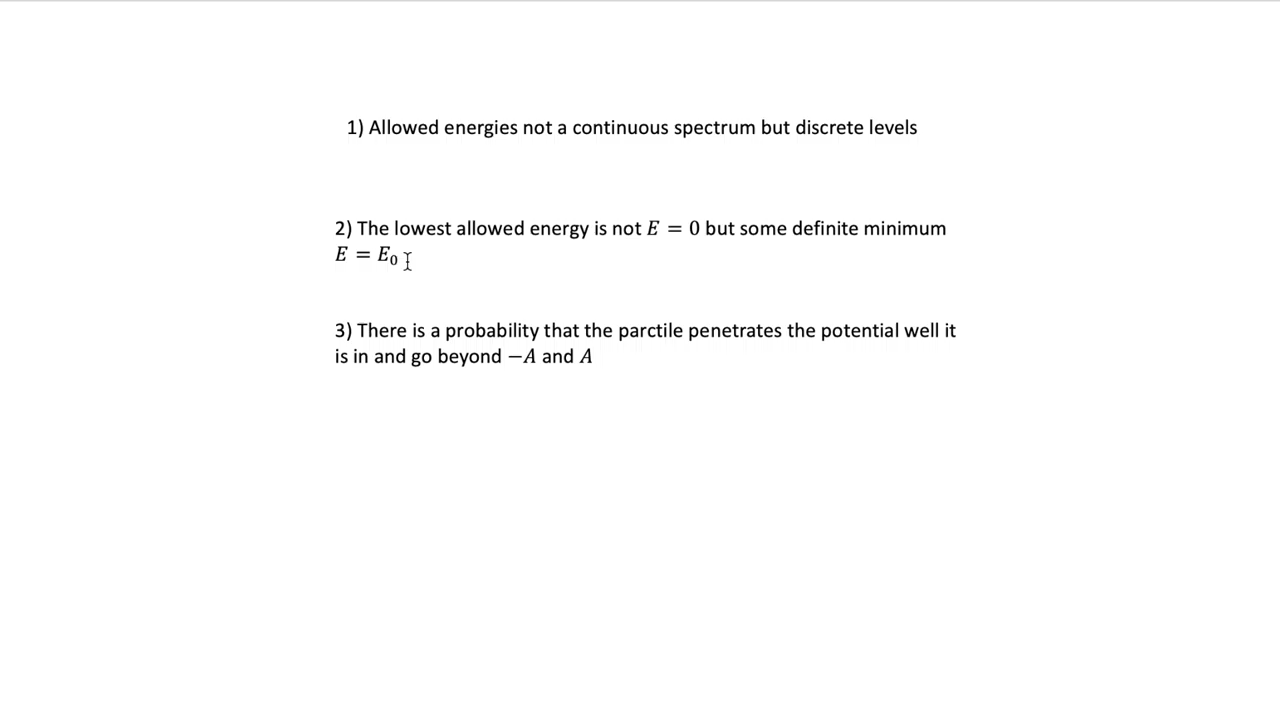 1) Allowed energies not a continuous spectrum but discrete levels
2) The lowest allowed energy is not E = 0 but some definite minimum
E = E₀
3) There is a probability that the parctile penetrates the potential well it
is in and go beyond −A and A